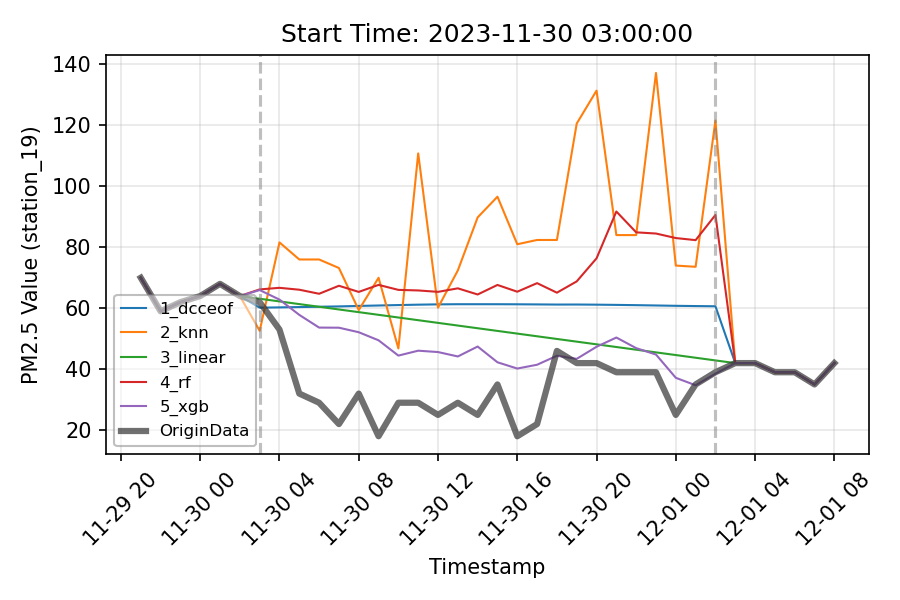 Start Time: 2023-11-30 03:00:00
PM2.5 Value (station_19)
140
120
100
80
60
40
20
1_dcceof
2_knn
3_linear
4_rf
5_xgb
OriginData
11-29 20
11-30 00
11-30 04
11-30 08
11-30 12
11-30 16
11-30 20
12-01 00
12-01 04
12-01 08
Timestamp